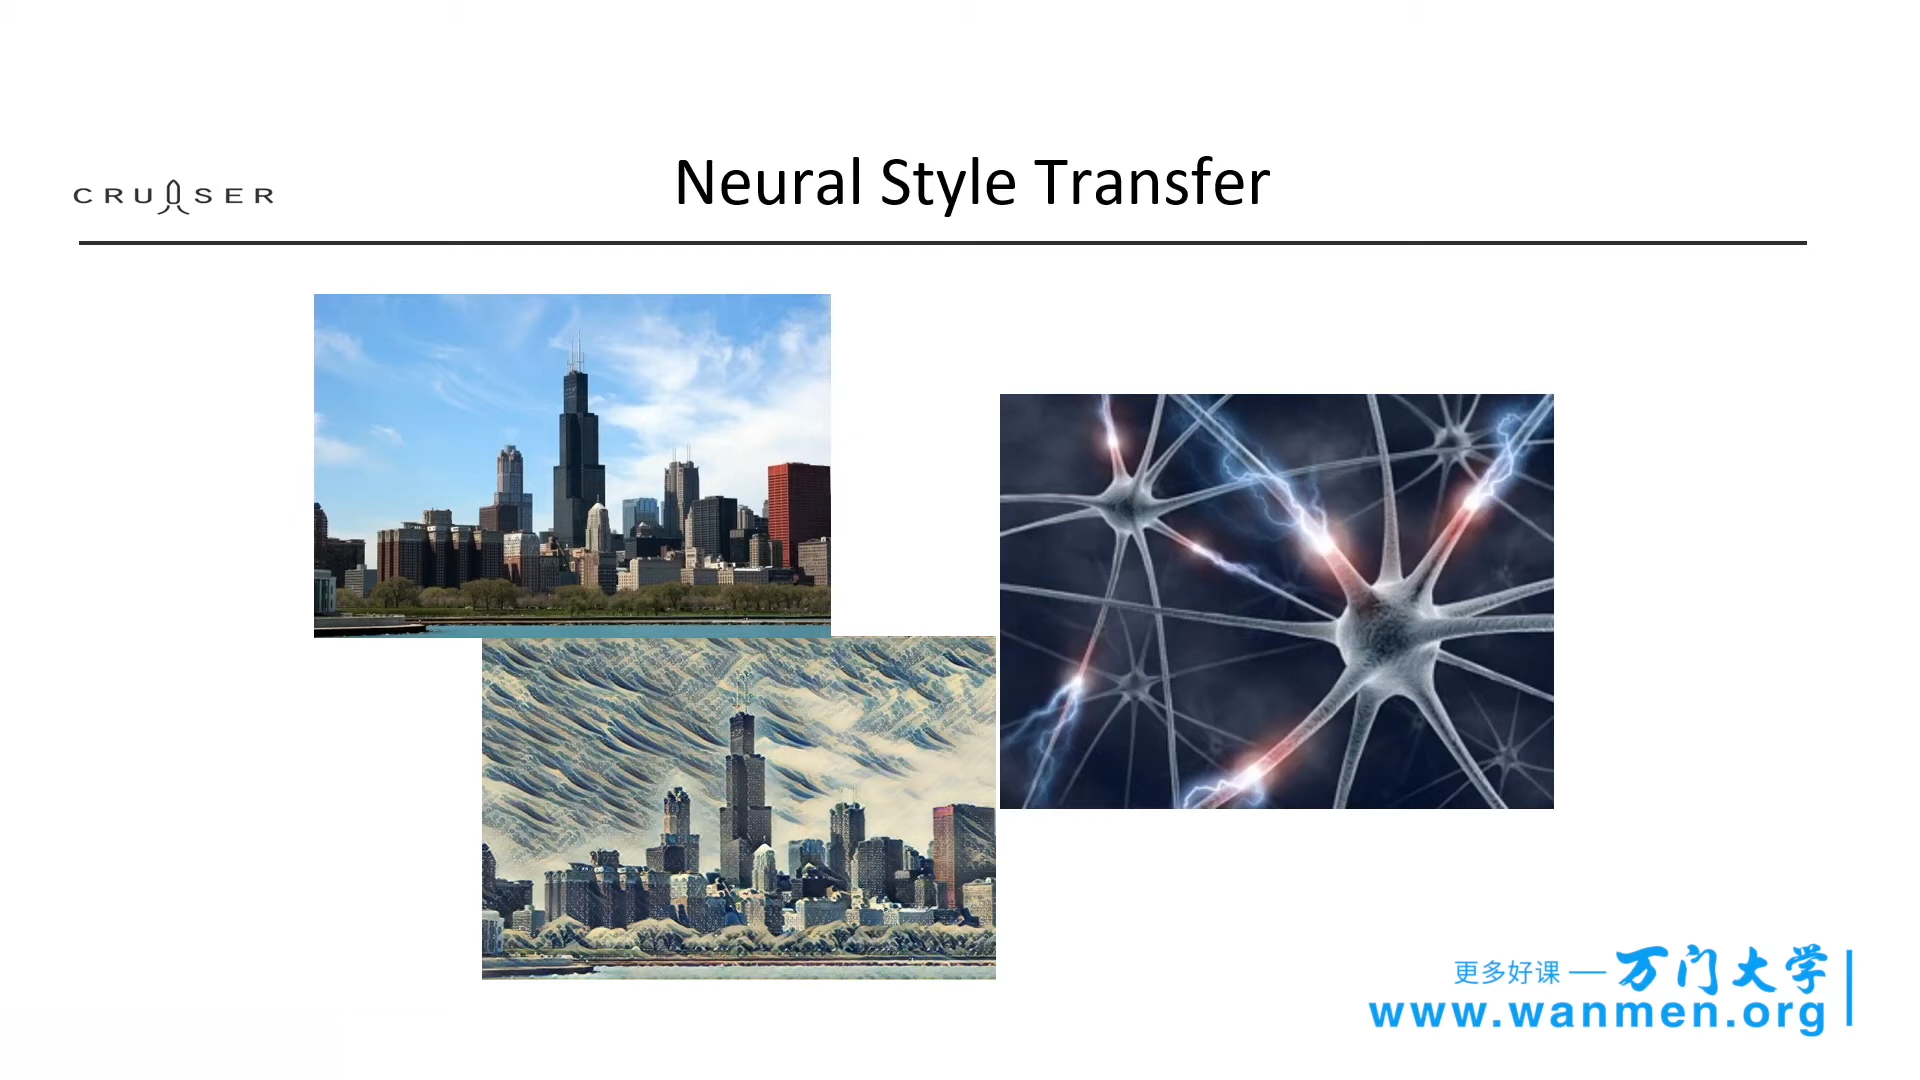 CRUISER
Neural Style Transfer
更多好课 — 万门大学
www.wanmen.org